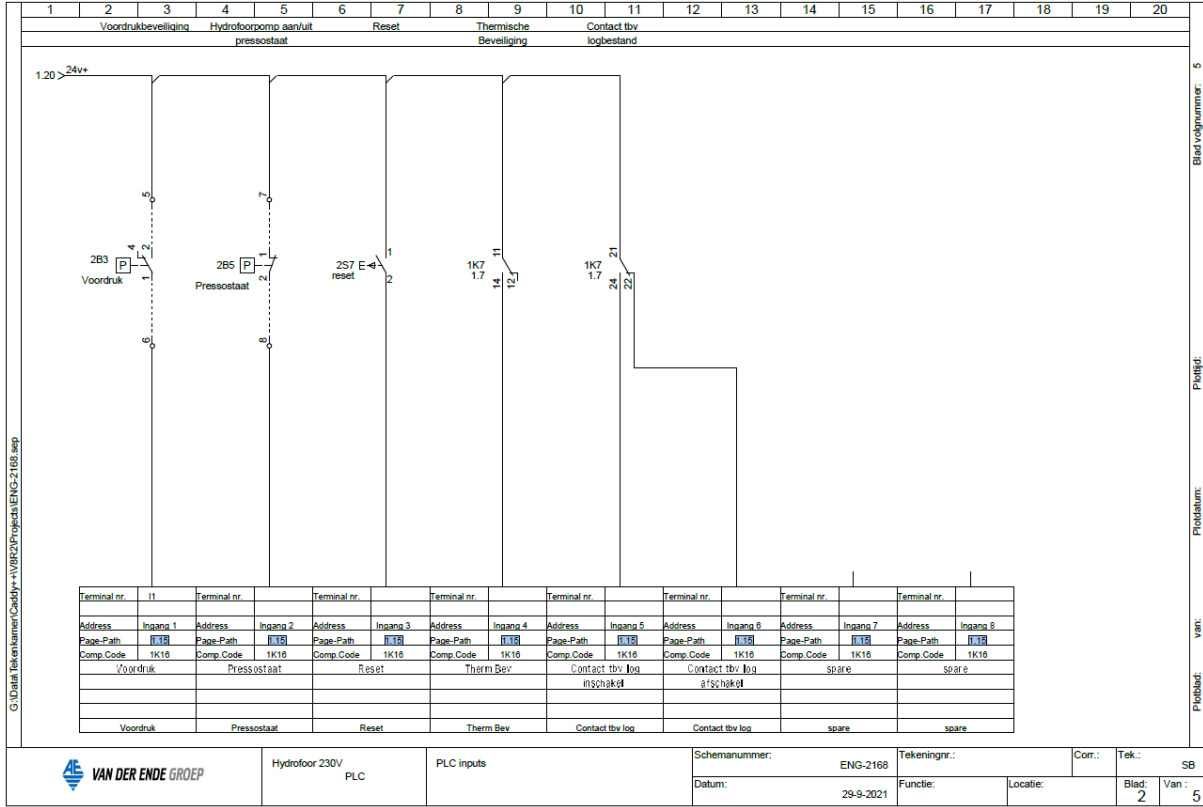 1 2 3 4 5 6 7 8 9 10 11 12 13 14 15 16 17 18 19 20
Voordrukbeveiliging Hydrofoorpomp aan/uit Reset Thermische Contact tbv
pressostaat Beveiliging logbestand
1.20 24v+
5 7
4 2 1 1 11 21
2B3 P 2B5 P 2S7 E 1K7 1K7
reset 1.7 1.7
Voordruk 1 Pressostaat 2 2 14 12 24 22
6 8
Terminal nr. I1 Terminal nr. Terminal nr. Terminal nr. Terminal nr. Terminal nr. Terminal nr. Terminal nr.
Address Ingang 1 Address Ingang 2 Address Ingang 3 Address Ingang 4 Address Ingang 5 Address Ingang 6 Address Ingang 7 Address Ingang 8
Page-Path 1.15 Page-Path 1.15 Page-Path 1.15 Page-Path 1.15 Page-Path 1.15 Page-Path 1.15 Page-Path 1.15 Page-Path 1.15
Comp.Code 1K16 Comp.Code 1K16 Comp.Code 1K16 Comp.Code 1K16 Comp.Code 1K16 Comp.Code 1K16 Comp.Code 1K16 Comp.Code 1K16
Voordruk Pressostaat Reset Therm Bev Contact tbv log Contact tbv log spare spare
inschakel afschakel
Voordruk Pressostaat Reset Therm Bev Contact tbv log Contact tbv log spare spare
G:\Data\Tekenkamer\Caddy++\V8R2\Projects\ENG-2168.sep
Blad volgnummer: 5
Plottijd:
Plotdatum:
van:
Plotblad:
AE VAN DER ENDE GROEP
Hydrofoor 230V
PLC
PLC inputs
Schemanummer: ENG-2168
Datum: 29-9-2021
Tekeningnr.: Corr.: Tek.: SB
Functie: Locatie: Blad: 2 Van : 5